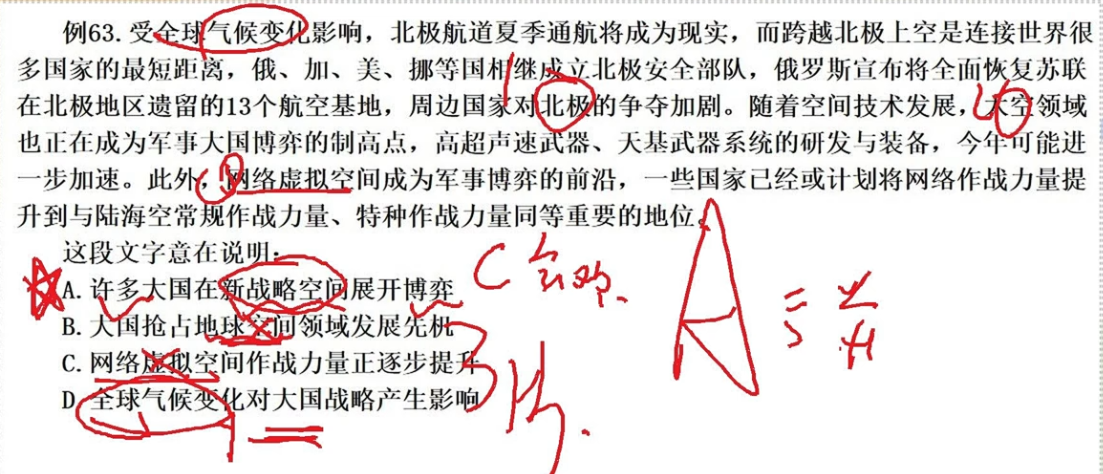 例63.受全球气候变化影响，北极航道夏季通航将成为现实，而跨越北极上空是连接世界很
多国家的最短距离，俄、加、美、挪等国相继成立北极安全部队，俄罗斯宣布将全面恢复苏联
在北极地区遗留的13个航空基地，周边国家对北极的争夺加剧。随着空间技术发展，太空领域
也正在成为军事大国博弈的制高点，高超声速武器、天基武器系统的研发与装备，今年可能进
一步加速。此外，网络虚拟空间成为军事博弈的前沿，一些国家已经或计划将网络作战力量提
升到与陆海空常规作战力量、特种作战力量同等重要的地位。
这段文字意在说明：
A.许多大国在新战略空间展开博弈
B.大国抢占地球空间领域发展先机
C.网络虚拟空间作战力量正逐步提升
D.全球气候变化对大国战略产生影响
A